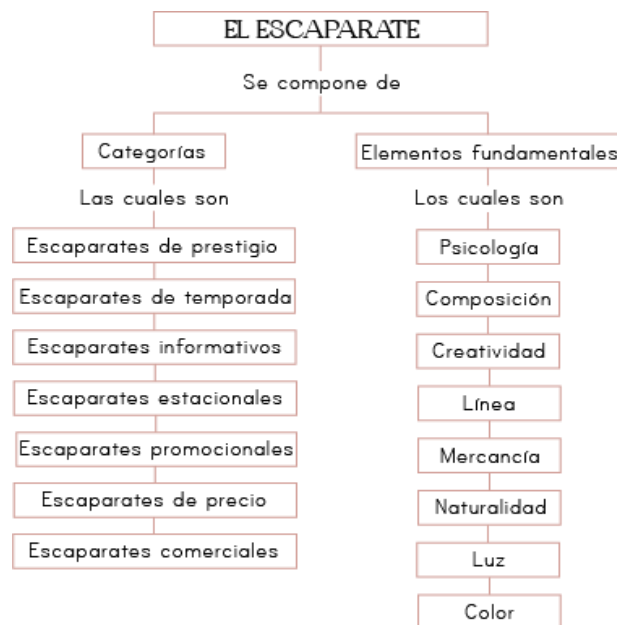 EL ESCAPARATE
Se compone de
Categorías
Las cuales son
Escaparates de prestigio
Escaparates de temporada
Escaparates informativos
Escaparates estacionales
Escaparates promocionales
Escaparates de precio
Escaparates comerciales
Elementos fundamentales
Los cuales son
Psicología
Composición
Creatividad
Línea
Mercancía
Naturalidad
Luz
Color